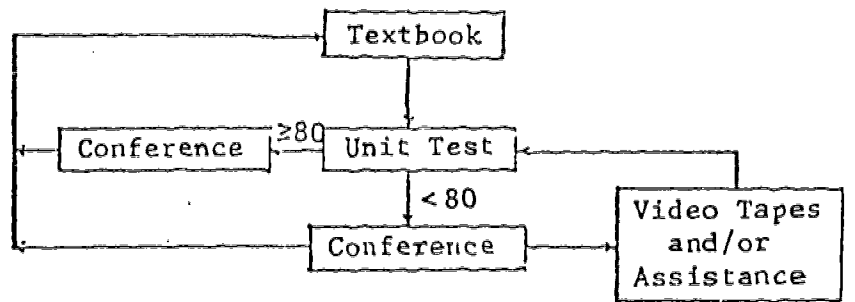 Textbook
≥80
Conference
Unit Test
<80
Conference
Video Tapes
and/or
Assistance